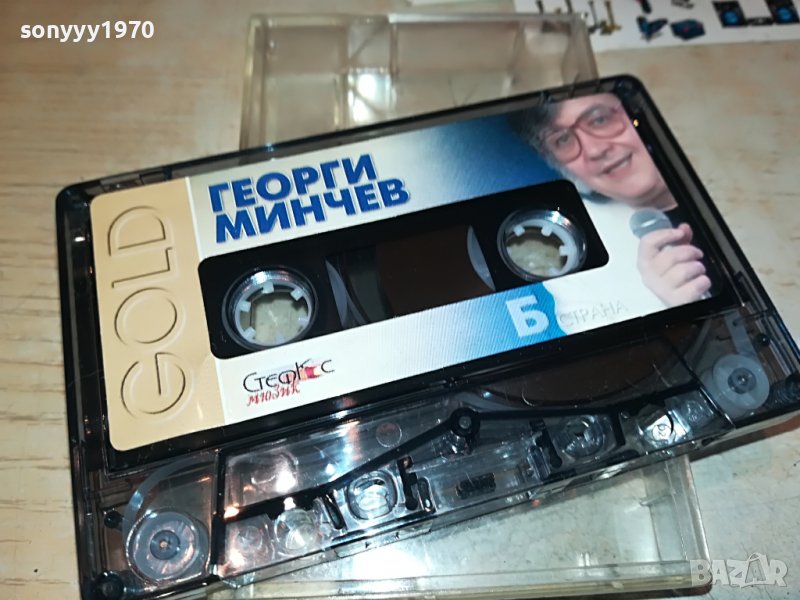 sonyyy1970
GOLD
ГЕОРГИ
МИНЧЕВ
Б СТРАНА
Стефкос
МЮЗИК
BAZAR